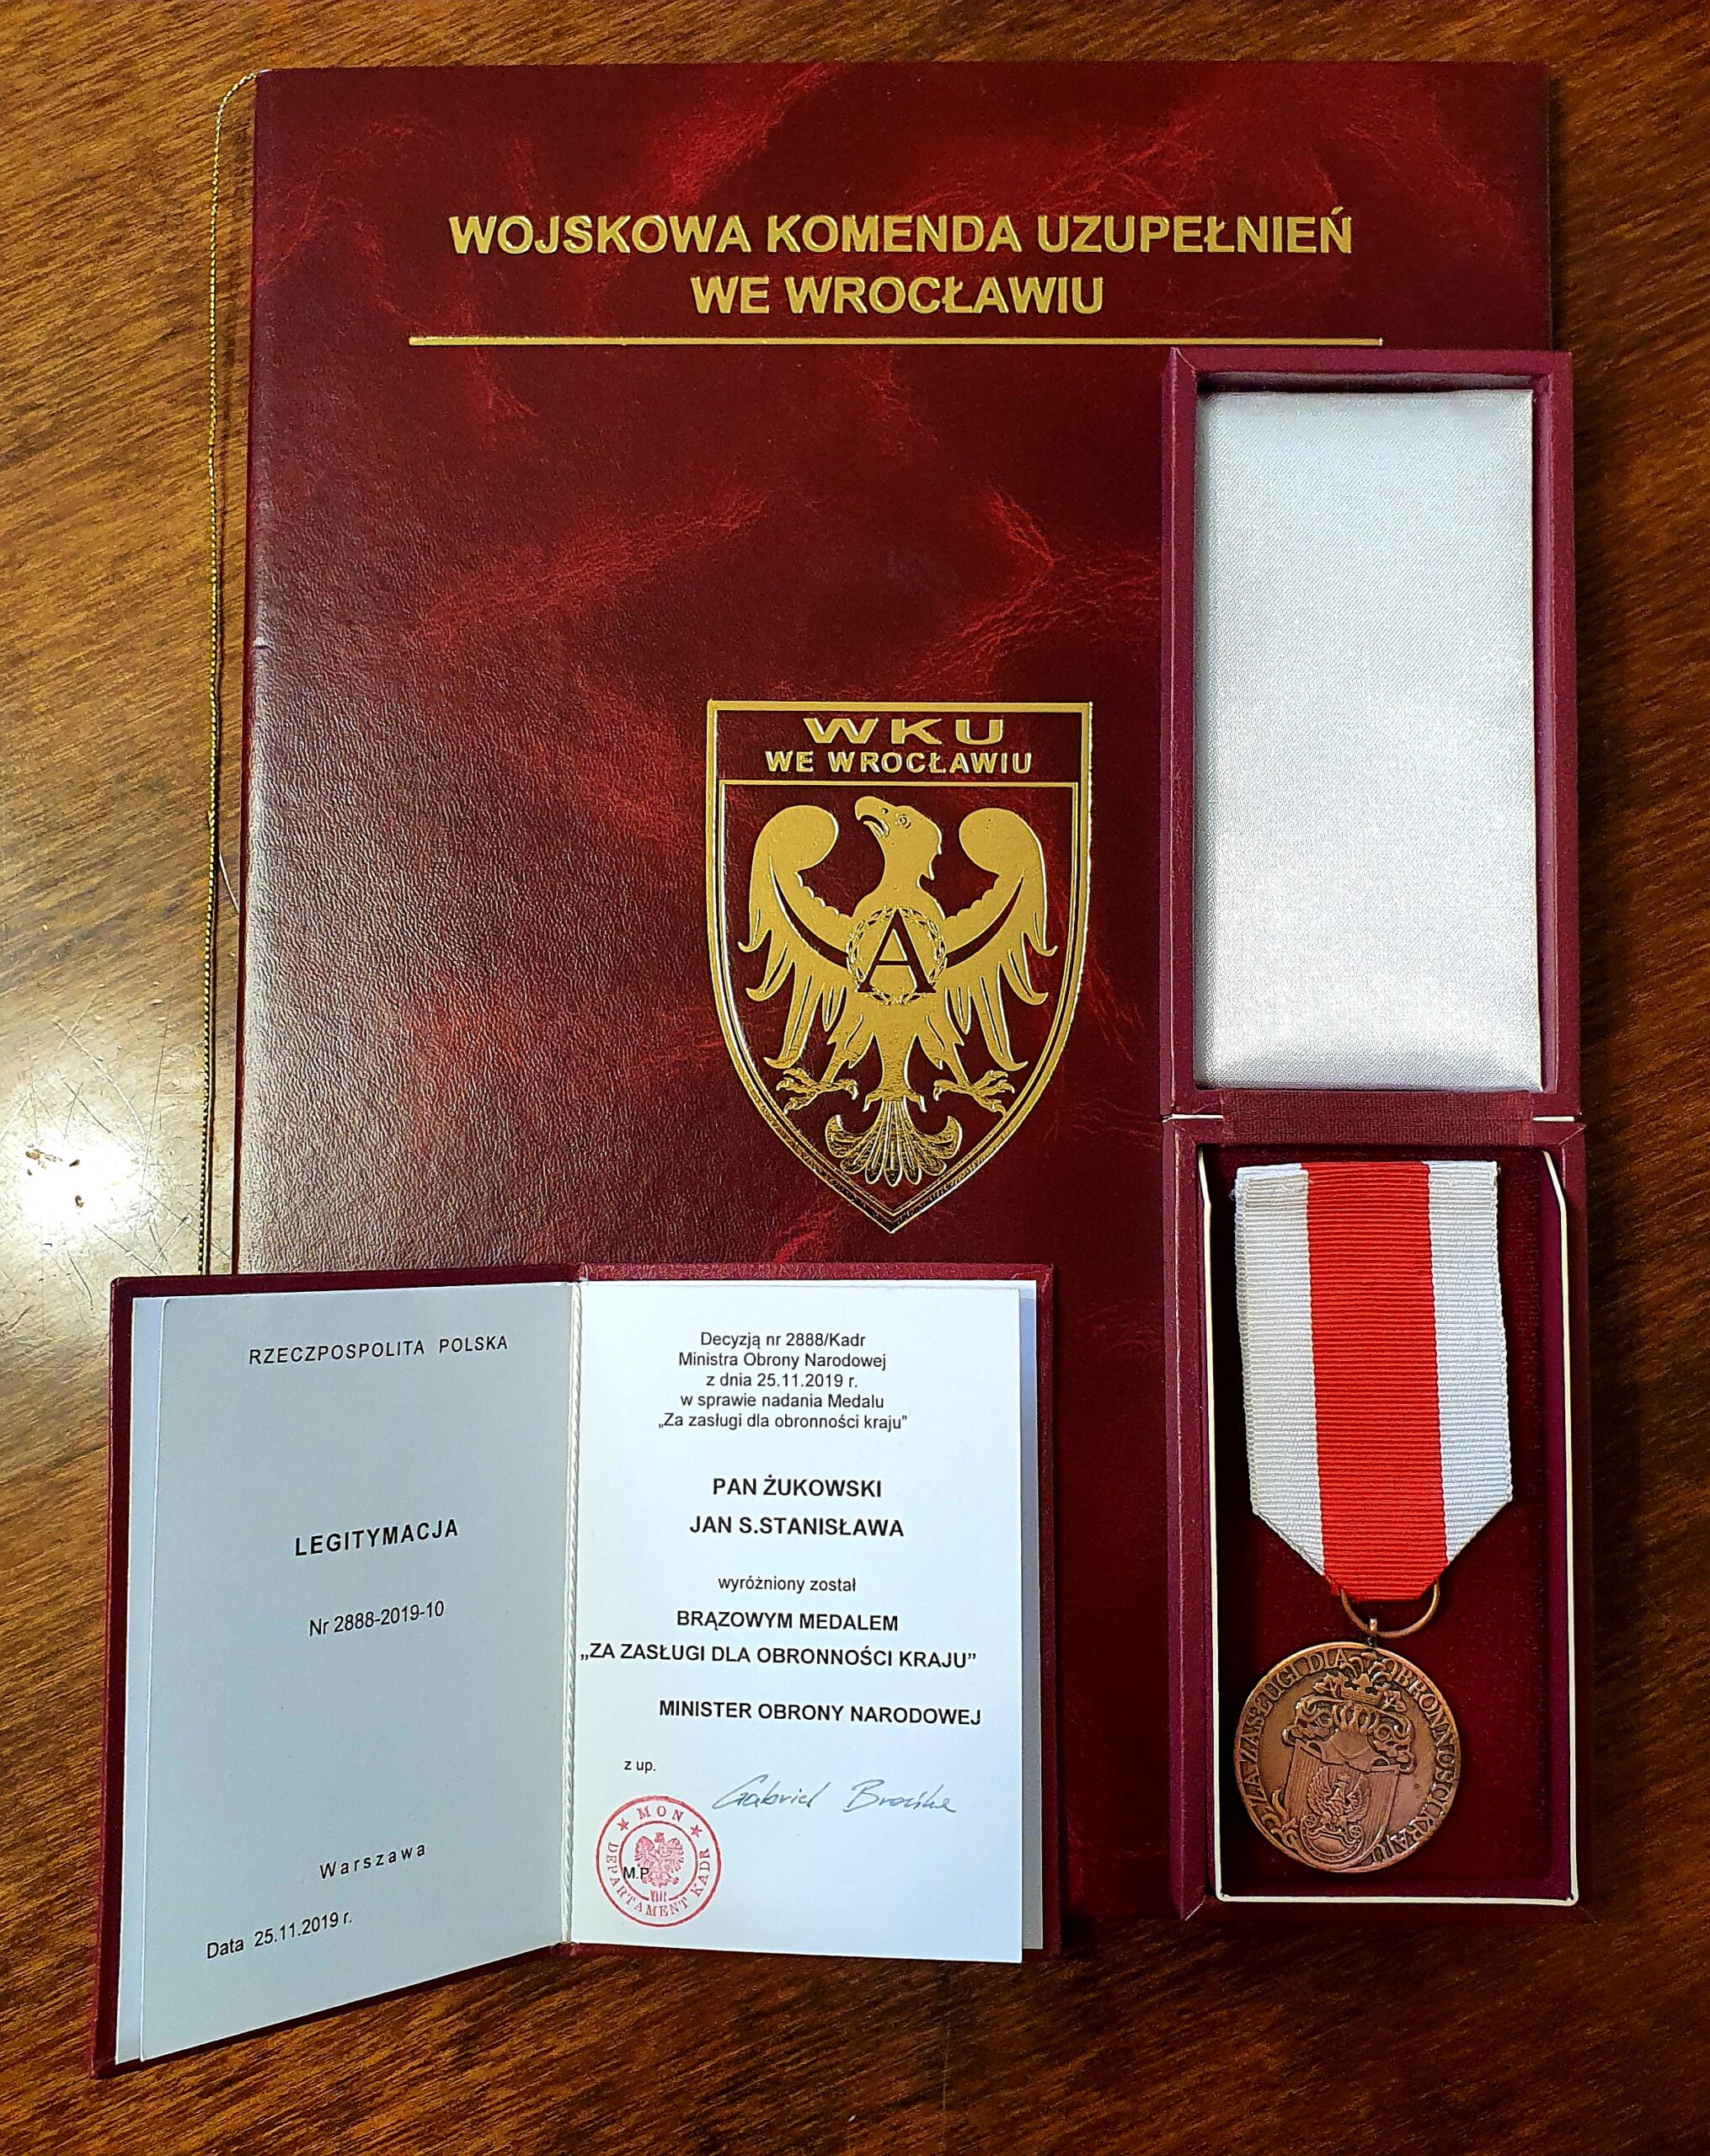 WOJSKOWA KOMENDA UZUPEŁNIEŃ
WE WROCŁAWIU
WKU
WE WROCŁAWIU
A
RZECZPOSPOLITA POLSKA
LEGITYMACJA
Nr 2888-2019-10
Warszawa
Data 25.11.2019 r.
Decyzją nr 2888/Kadr
Ministra Obrony Narodowej
z dnia 25.11.2019 r.
w sprawie nadania Medalu
„Za zasługi dla obronności kraju”
PAN ŻUKOWSKI
JAN S.STANISŁAWA
wyróżniony został
BRĄZOWYM MEDALEM
„ZA ZASŁUGI DLA OBRONNOŚCI KRAJU”
MINISTER OBRONY NARODOWEJ
z up.
Gabriel
M.P.
★ MON ★
DEPARTAMENT KADR
VIII
ZA ZASŁUGI DLA OBRONNOŚCI KRAJU